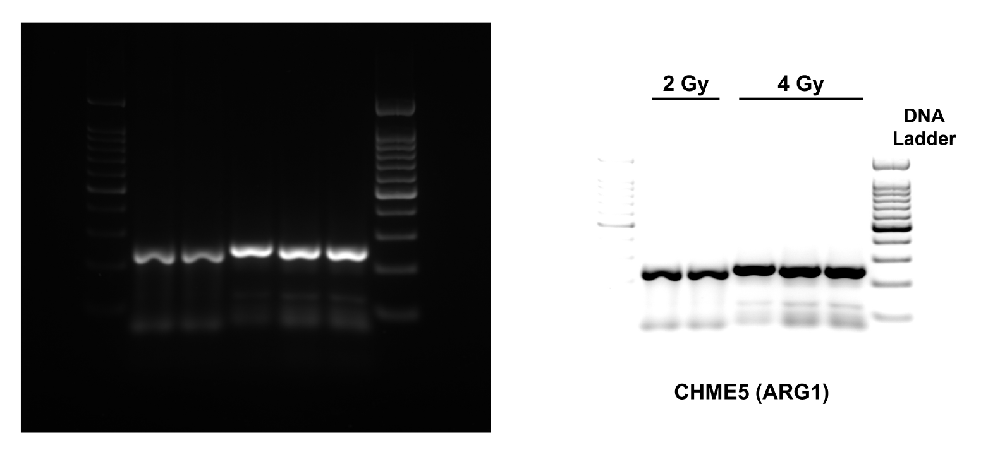 2 Gy
4 Gy
DNA
Ladder
CHME5 (ARG1)